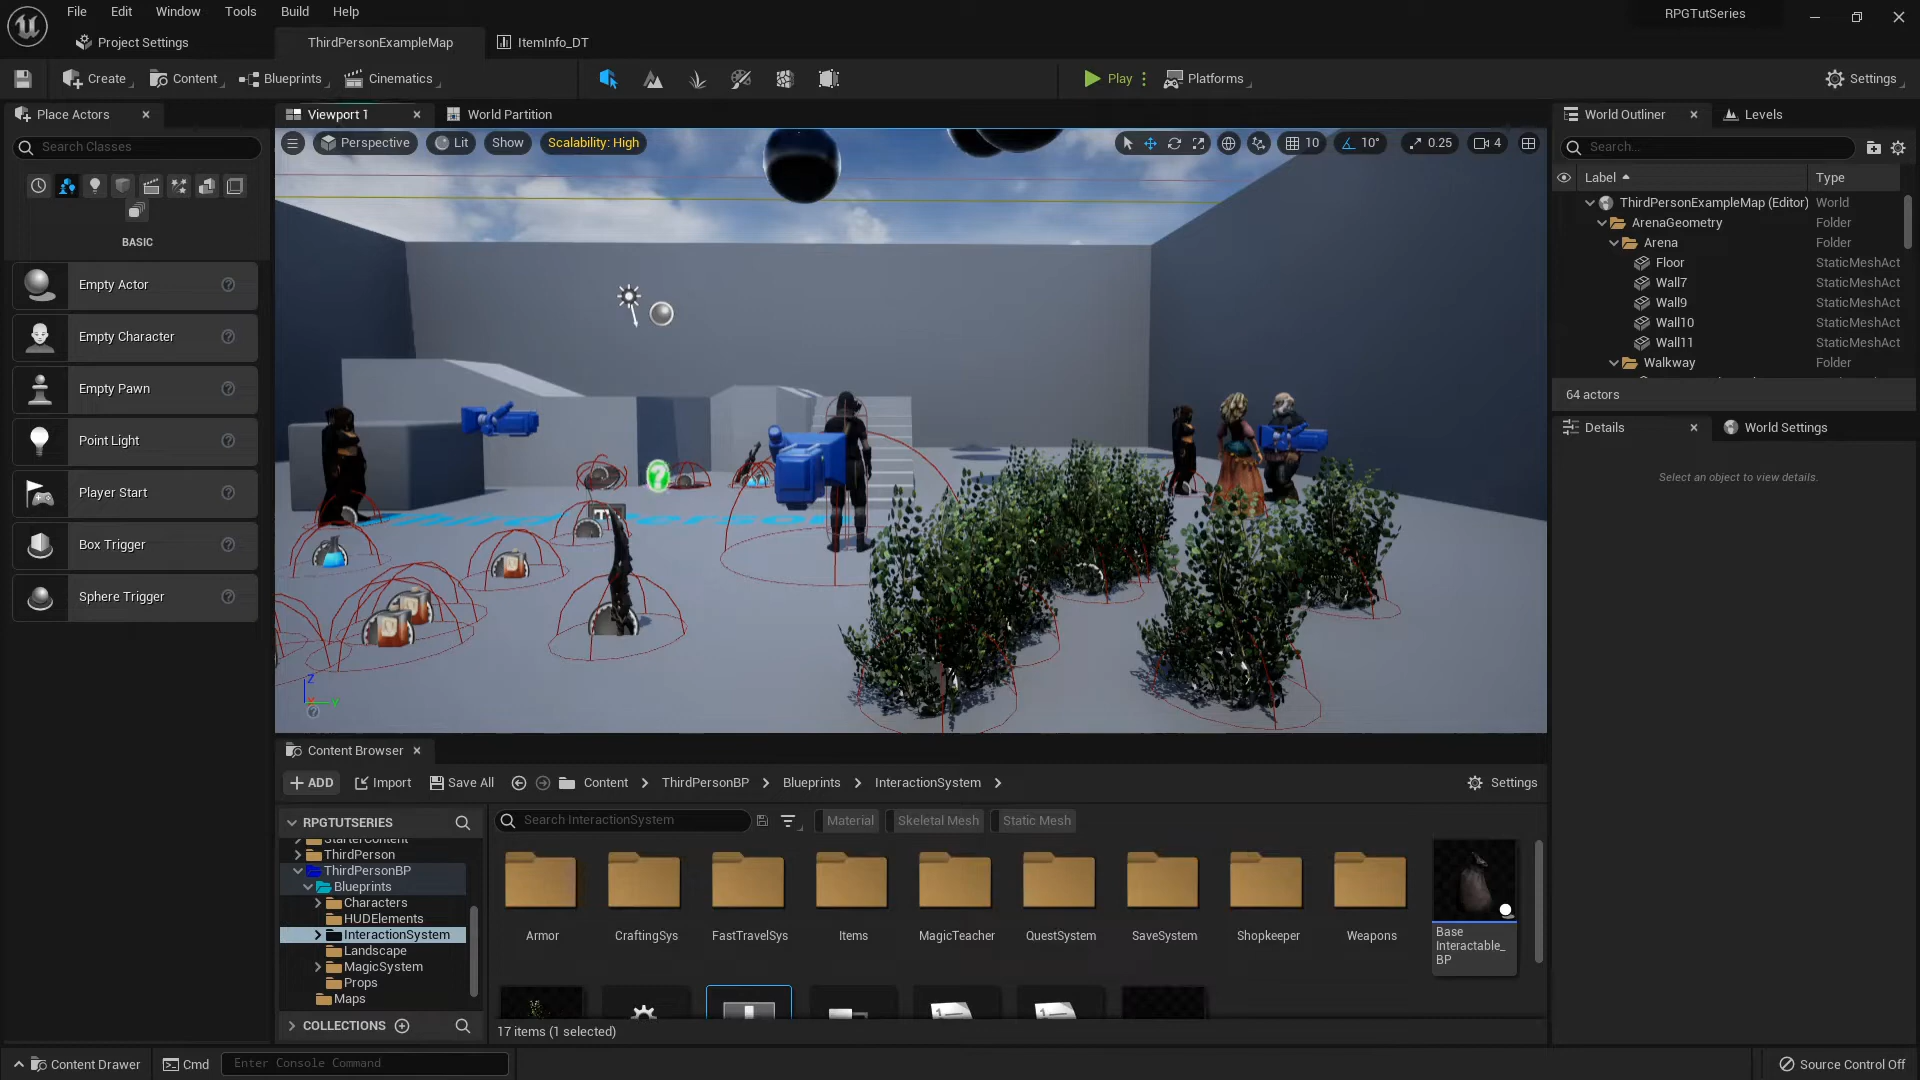 File Edit Window Tools Build Help RPGTutSeries
Project Settings ThirdPersonExampleMap ItemInfo_DT
Create Content Blueprints Cinematics Play Platforms Settings
Place Actors
Search Classes
BASIC
Empty Actor
Empty Character
Empty Pawn
Point Light
Player Start
Box Trigger
Sphere Trigger
Viewport 1 World Partition
Perspective Lit Show Scalability: High 10 10° 0.25 4
Z
Y
World Outliner Levels
Search...
Label Type
ThirdPersonExampleMap (Editor) World
ArenaGeometry Folder
Arena Folder
Floor StaticMeshAct
Wall7 StaticMeshAct
Wall9 StaticMeshAct
Wall10 StaticMeshAct
Wall11 StaticMeshAct
Walkway Folder
64 actors
Details World Settings
Select an object to view details.
Content Browser
ADD Import Save All Content ThirdPersonBP Blueprints InteractionSystem Settings
RPGTUTSERIES
StarterContent
ThirdPerson
ThirdPersonBP
Blueprints
Characters
HUDElements
InteractionSystem
Landscape
MagicSystem
Props
Maps
COLLECTIONS
Search InteractionSystem Material Skeletal Mesh Static Mesh
Armor CraftingSys FastTravelSys Items MagicTeacher QuestSystem SaveSystem Shopkeeper Weapons
Base
Interactable_
BP
17 items (1 selected)
Content Drawer Cmd Enter Console Command Source Control Off